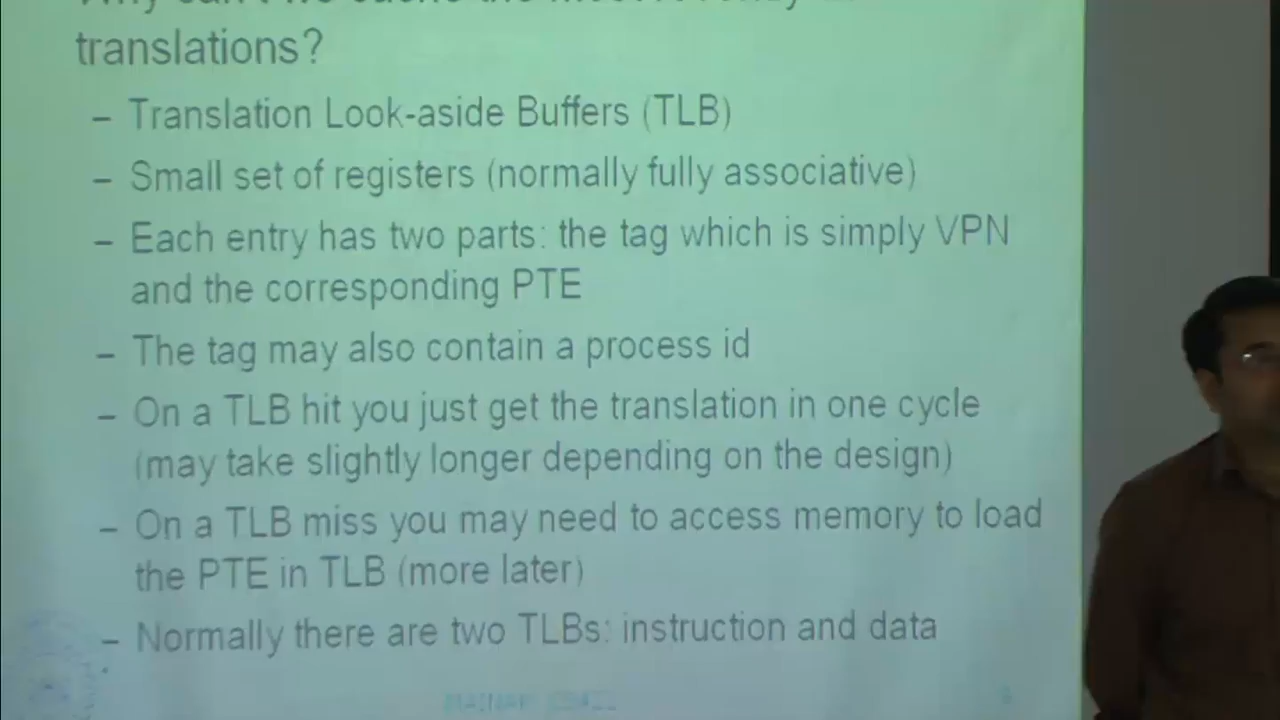 translations?
– Translation Look-aside Buffers (TLB)
– Small set of registers (normally fully associative)
– Each entry has two parts: the tag which is simply VPN
and the corresponding PTE
– The tag may also contain a process id
– On a TLB hit you just get the translation in one cycle
(may take slightly longer depending on the design)
– On a TLB miss you may need to access memory to load
the PTE in TLB (more later)
– Normally there are two TLBs: instruction and data